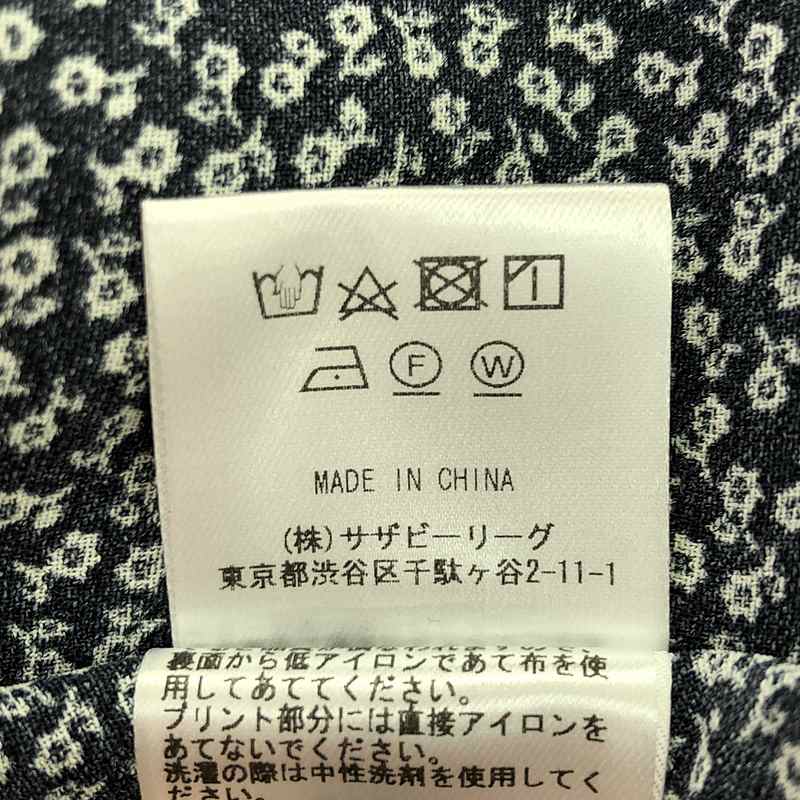 F W
MADE IN CHINA
(株)サザビーリーグ
東京都渋谷区千駄ヶ谷2-11-1
裏面から低アイロンであて布を使
用してあててください。
プリント部分には直接アイロンを
あてないでください。
洗濯の際は中性洗剤を使用してく
ださい。